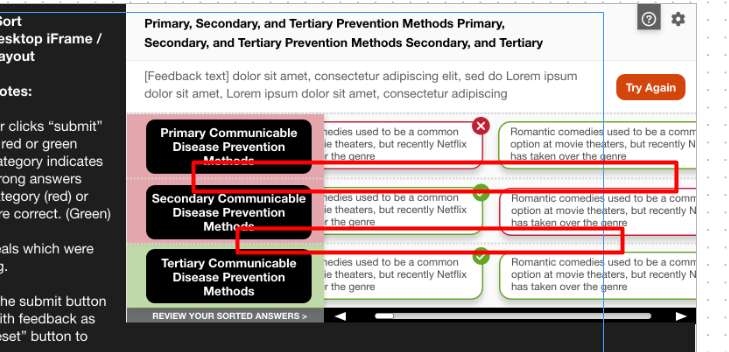 Sort
esktop iFrame /
ayout
otes:
r clicks “submit”
red or green
ategory indicates
rong answers
ategory (red) or
re correct. (Green)
eals which were
g.
he submit button
ith feedback as
eset” button to
Primary, Secondary, and Tertiary Prevention Methods Primary,
Secondary, and Tertiary Prevention Methods Secondary, and Tertiary
[Feedback text] dolor sit amet, consectetur adipiscing elit, sed do Lorem ipsum
dolor sit amet, Lorem ipsum dolor sit amet, consectetur adipiscing
Try Again
Primary Communicable
Disease Prevention
Methods
medies used to be a common
ie theaters, but recently Netflix
r the genre
Romantic comedies used to be a comm
option at movie theaters, but recently N
has taken over the genre
Secondary Communicable
Disease Prevention
Methods
medies used to be a common
ie theaters, but recently Netflix
r the genre
Romantic comedies used to be a comm
option at movie theaters, but recently N
has taken over the genre
Tertiary Communicable
Disease Prevention
Methods
medies used to be a common
ie theaters, but recently Netflix
r the genre
Romantic comedies used to be a comm
option at movie theaters, but recently N
has taken over the genre
REVIEW YOUR SORTED ANSWERS >